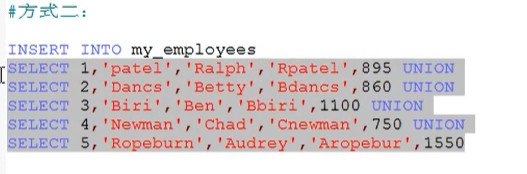 #方式二：
INSERT INTO my_employees
SELECT 1,'patel','Ralph','Rpatel',895 UNION
SELECT 2,'Dancs','Betty','Bdancs',860 UNION
SELECT 3,'Biri','Ben','Bbiri',1100 UNION
SELECT 4,'Newman','Chad','Cnewman',750 UNION
SELECT 5,'Ropeburn','Audrey','Aropebur',1550